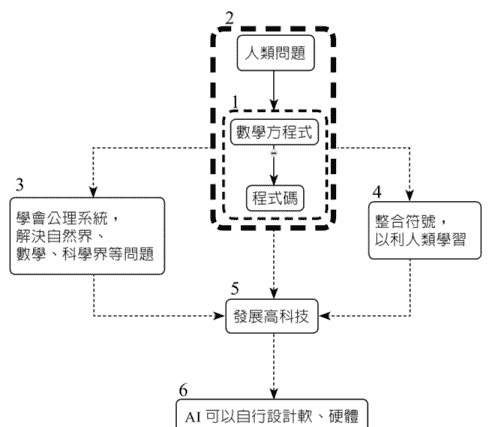 2
人類問題
1
數學方程式
程式碼
3
學會公理系統，
解決自然界、
數學、科學界等問題
4
整合符號，
以利人類學習
5
發展高科技
6
AI 可以自行設計軟、硬體